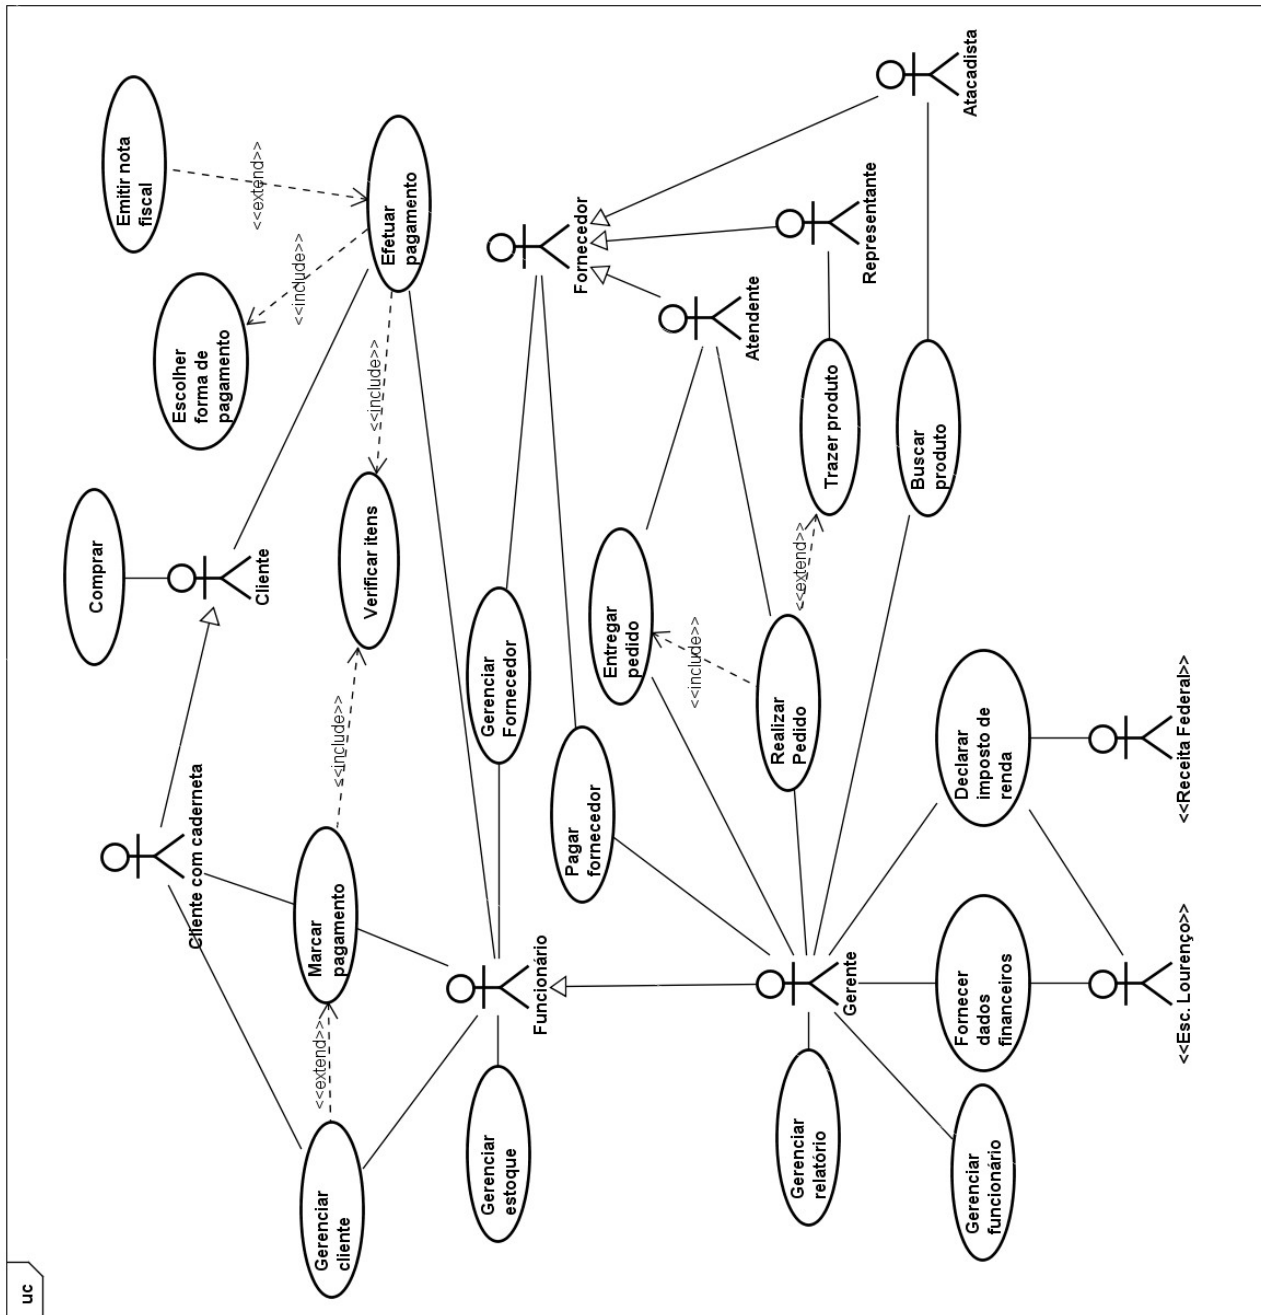 uc
Gerenciar
cliente
<<extend>>
Marcar
pagamento
Cliente com caderneta
<<include>>
Verificar itens
Comprar
Cliente
<<include>>
Escolher
forma de
pagamento
<<include>>
Emitir nota
fiscal
<<extend>>
Efetuar
pagamento
Gerenciar
estoque
Funcionário
Gerenciar
Fornecedor
Pagar
fornecedor
Fornecedor
Entregar
pedido
<<include>>
Realizar
Pedido
<<extend>>
Trazer produto
Atendente
Representante
Atacadista
Buscar
produto
Gerenciar
relatório
Gerente
Gerenciar
funcionário
Fornecer
dados
financeiros
Declarar
imposto de
renda
<<Esc. Lourenço>>
<<Receita Federal>>